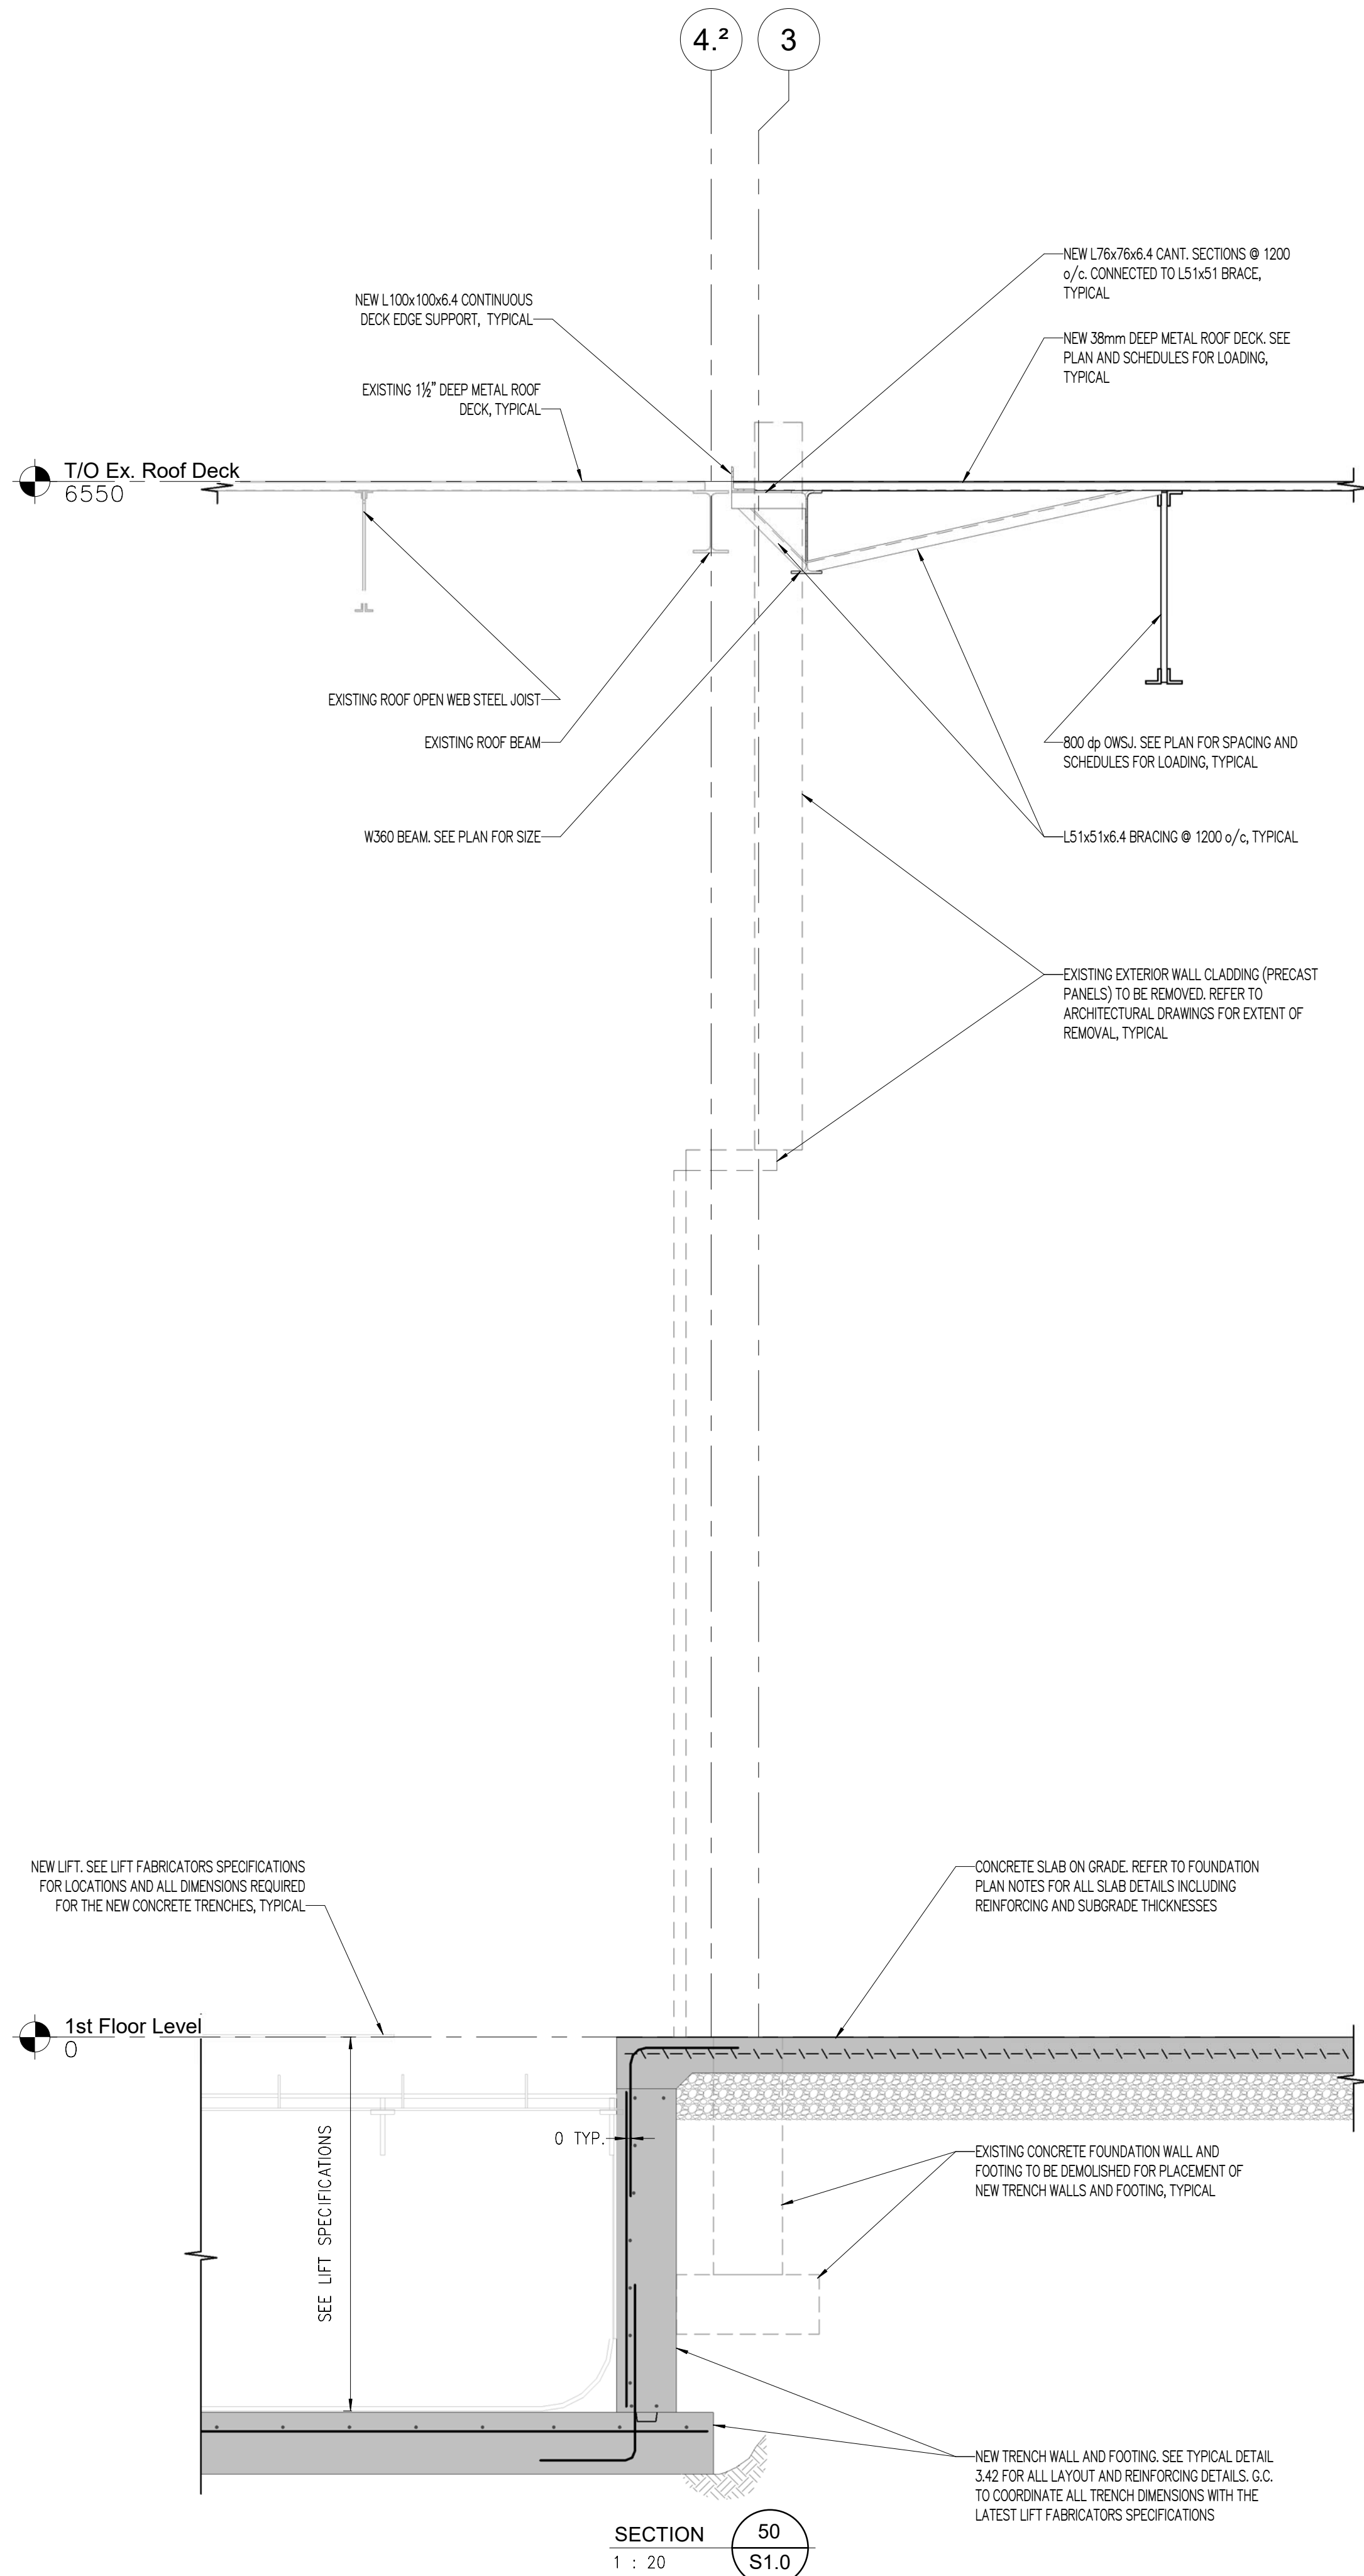 4.²
3
NEW L76x76x6.4 CANT. SECTIONS @ 1200
o/c. CONNECTED TO L51x51 BRACE,
TYPICAL
NEW L100x100x6.4 CONTINUOUS
DECK EDGE SUPPORT, TYPICAL
NEW 38mm DEEP METAL ROOF DECK. SEE
PLAN AND SCHEDULES FOR LOADING,
TYPICAL
EXISTING 1½" DEEP METAL ROOF
DECK, TYPICAL
T/O Ex. Roof Deck
6550
EXISTING ROOF OPEN WEB STEEL JOIST
EXISTING ROOF BEAM
800 dp OWSJ. SEE PLAN FOR SPACING AND
SCHEDULES FOR LOADING, TYPICAL
W360 BEAM. SEE PLAN FOR SIZE
L51x51x6.4 BRACING @ 1200 o/c, TYPICAL
EXISTING EXTERIOR WALL CLADDING (PRECAST
PANELS) TO BE REMOVED. REFER TO
ARCHITECTURAL DRAWINGS FOR EXTENT OF
REMOVAL, TYPICAL
NEW LIFT. SEE LIFT FABRICATORS SPECIFICATIONS
FOR LOCATIONS AND ALL DIMENSIONS REQUIRED
FOR THE NEW CONCRETE TRENCHES, TYPICAL
CONCRETE SLAB ON GRADE. REFER TO FOUNDATION
PLAN NOTES FOR ALL SLAB DETAILS INCLUDING
REINFORCING AND SUBGRADE THICKNESSES
1st Floor Level
0
0 TYP.
SEE LIFT SPECIFICATIONS
EXISTING CONCRETE FOUNDATION WALL AND
FOOTING TO BE DEMOLISHED FOR PLACEMENT OF
NEW TRENCH WALLS AND FOOTING, TYPICAL
NEW TRENCH WALL AND FOOTING. SEE TYPICAL DETAIL
3.42 FOR ALL LAYOUT AND REINFORCING DETAILS. G.C.
TO COORDINATE ALL TRENCH DIMENSIONS WITH THE
LATEST LIFT FABRICATORS SPECIFICATIONS
SECTION
50
1 : 20
S1.0